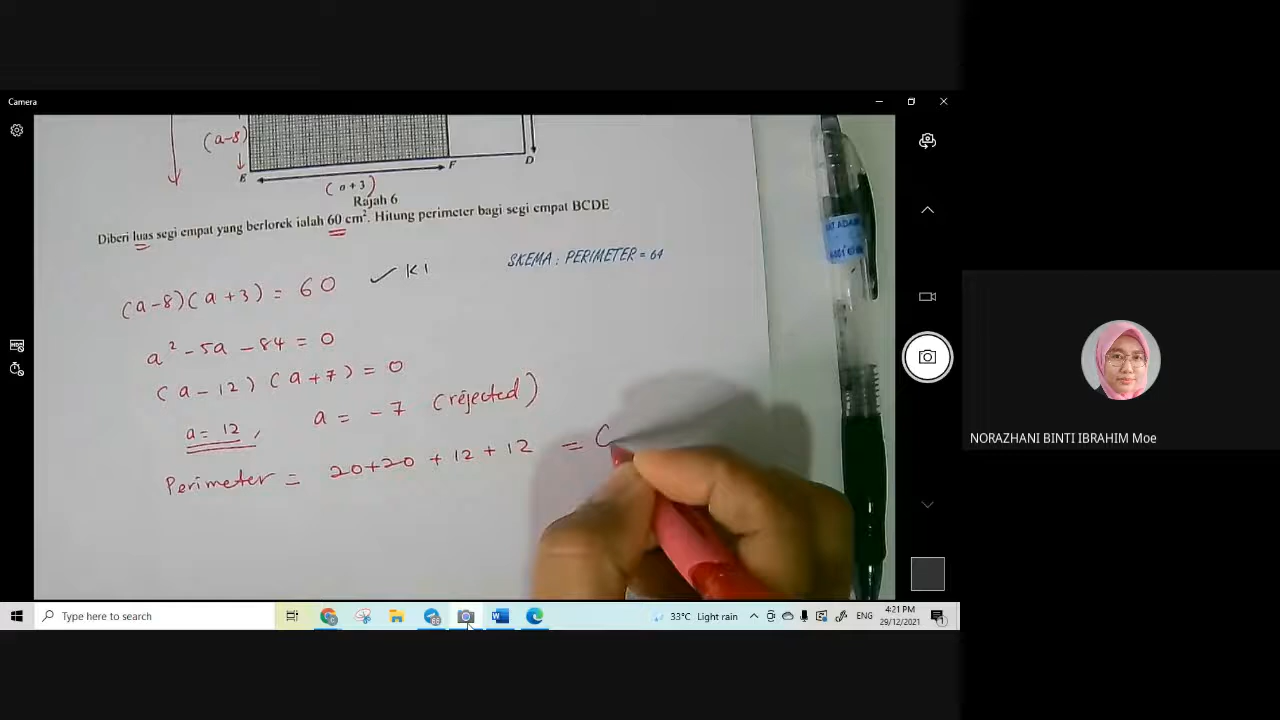 Camera
(a-8)
E
F
D
(a+3)
Rajah 6
Diberi luas segi empat yang berlorek ialah 60 cm². Hitung perimeter bagi segi empat BCDE
SKEMA : PERIMETER = 64
(a-8)(a+3) = 60 ✓ K1
a² - 5a - 84 = 0
(a-12) (a+7) = 0
a = 12, a = -7 (rejected)
Perimeter = 20+20 + 12 + 12 =
NORAZHANI BINTI IBRAHIM Moe
Type here to search
33°C Light rain
ENG
4:21 PM
29/12/2021